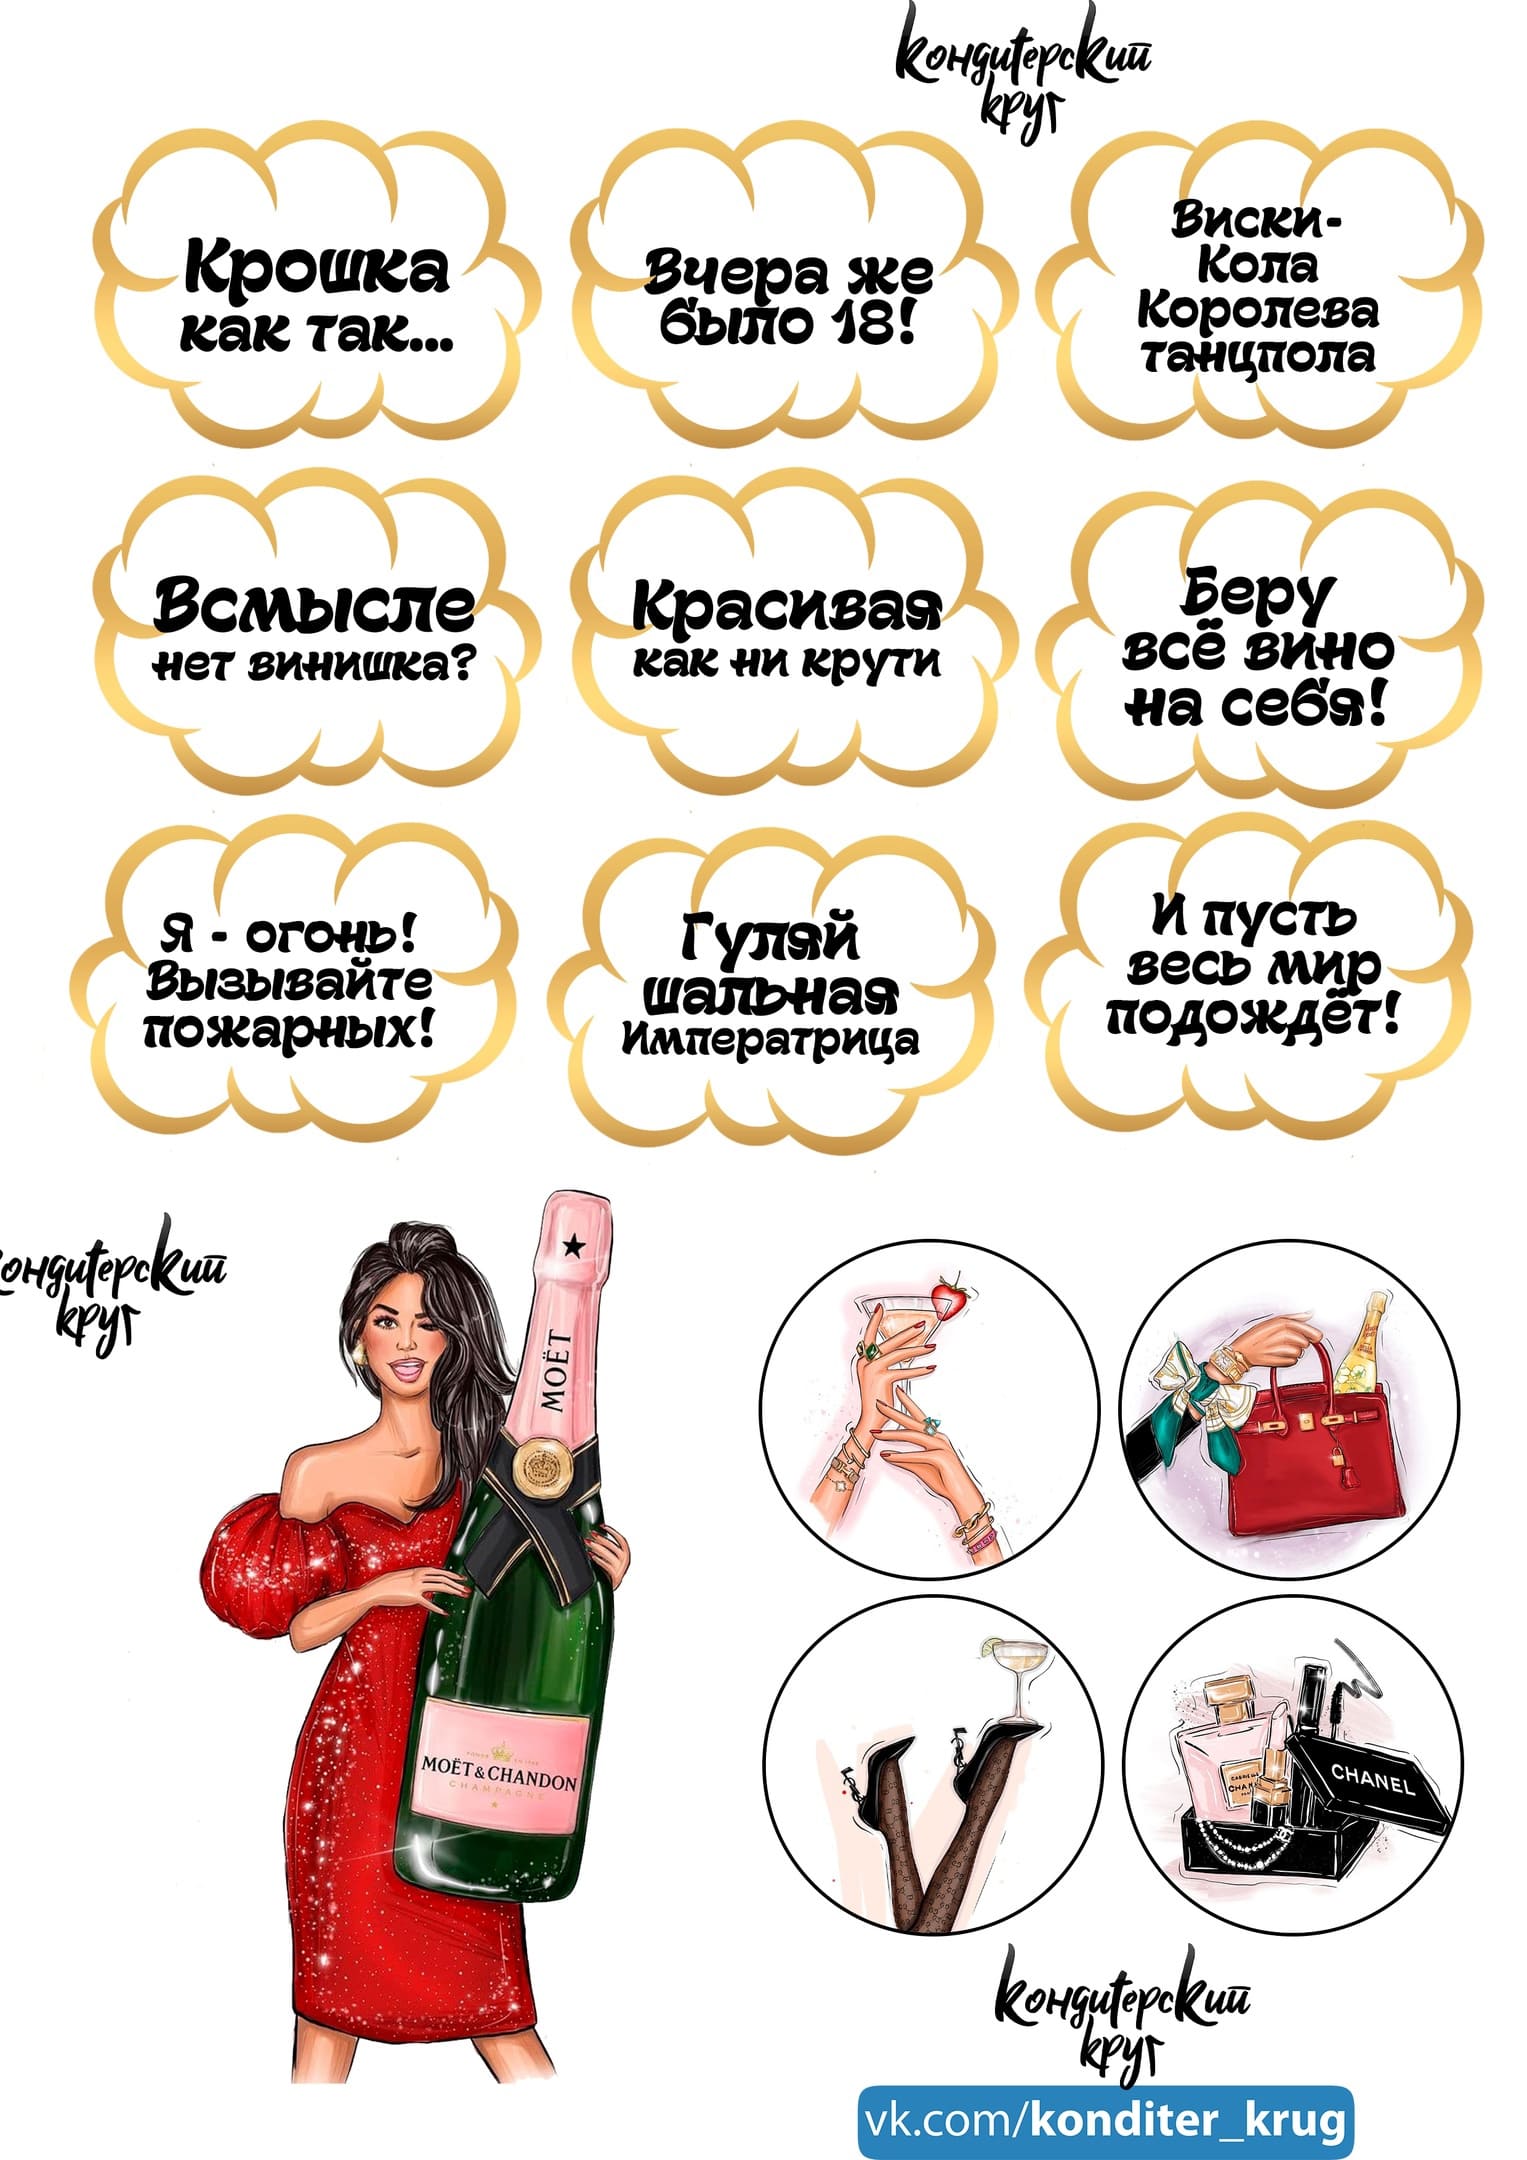 кондитерский
круг
Крошка
как так...
Вчера же
было 18!
Виски-
Кола
Королева
танцпола
Всмысле
нет винишка?
Красивая
как ни крути
Беру
всё вино
на себя!
Я - огонь!
Вызывайте
пожарных!
Гуляй
шальная
Императрица
И пусть
весь мир
подождёт!
кондитерский
круг
MOËT
MOËT & CHANDON
CHAMPAGNE
CHANEL
кондитерский
круг
vk.com/konditer_krug